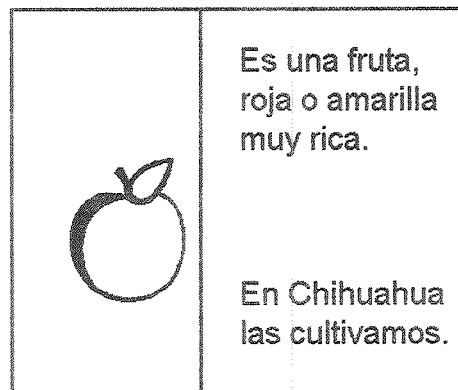 Es una fruta,
roja o amarilla
muy rica.
En Chihuahua
las cultivamos.